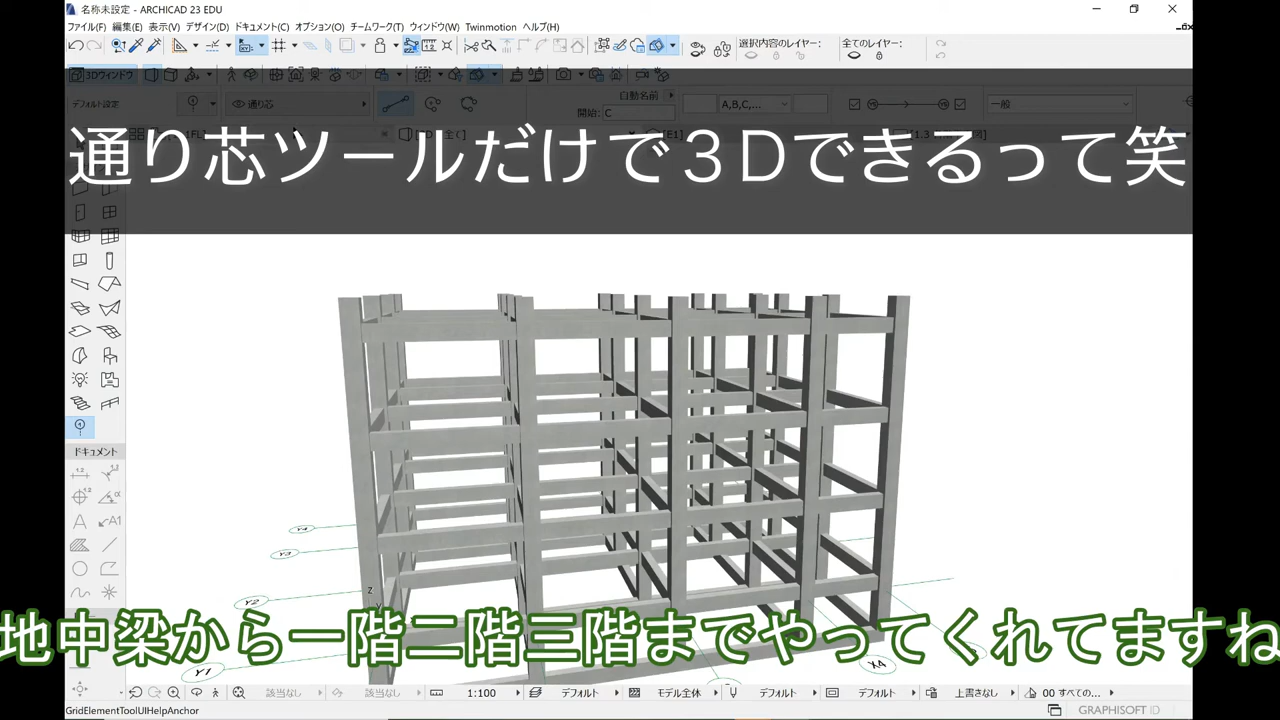 名称未設定 - ARCHICAD 23 EDU
ファイル(F) 編集(E) 表示(V) デザイン(D) ドキュメント(C) オプション(O) チームワーク(T) ウィンドウ(W) Twinmotion ヘルプ(H)
選択内容のレイヤー: 全てのレイヤー:
3Dウィンドウ
デフォルト設定 通り芯 自動名前 A,B,C,... 一般
開始: C
通り芯ツールだけで３Dできるって笑
ドキュメント
Y4
Y3
Y2
Y1
X4
地中梁から一階二階三階までやってくれてますね
該当なし 該当なし 1:100 デフォルト モデル全体 デフォルト デフォルト 上書きなし 00 すべての...
GridElementToolUIHelpAnchor
GRAPHISOFT ID